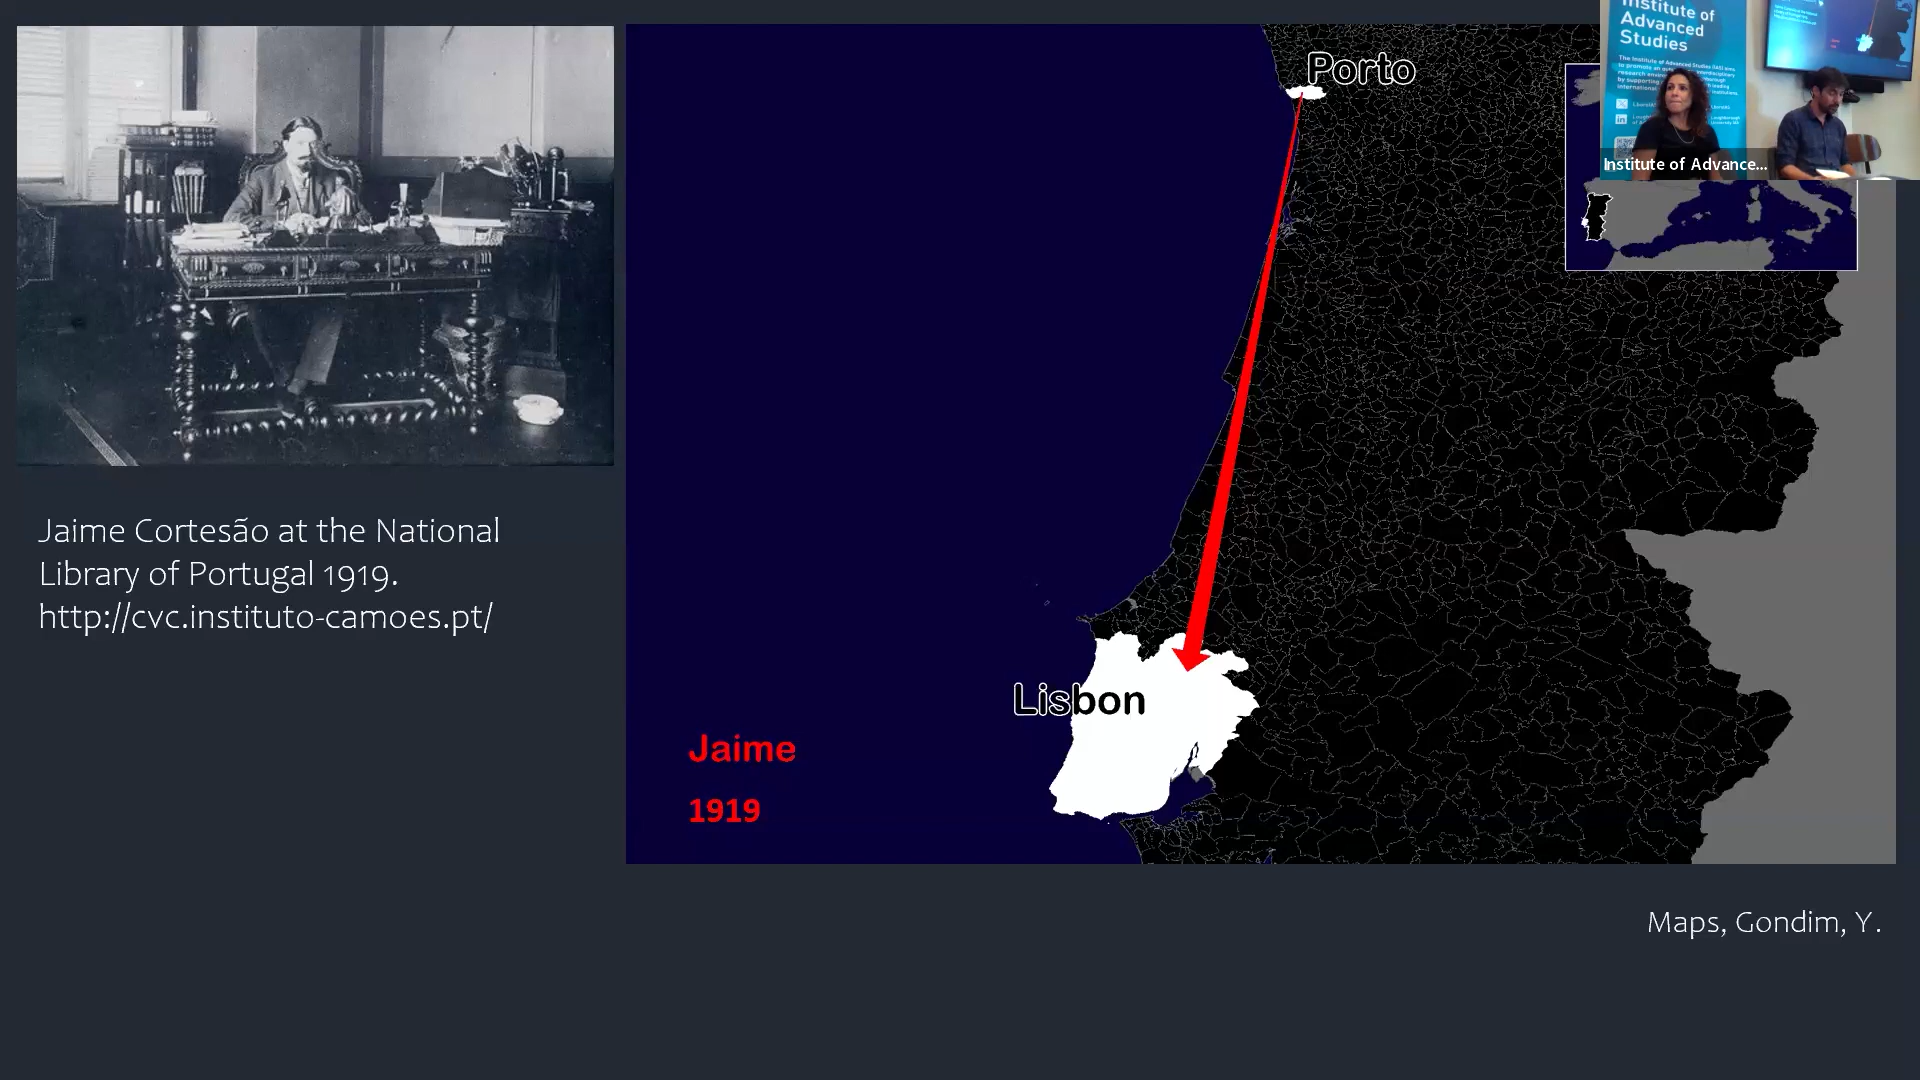 Jaime Cortesão at the National
Library of Portugal 1919.
http://cvc.instituto-camoes.pt/
Porto
Lisbon
Jaime
1919
Maps, Gondim, Y.
Institute of
Advanced
Studies
Institute of Advance...